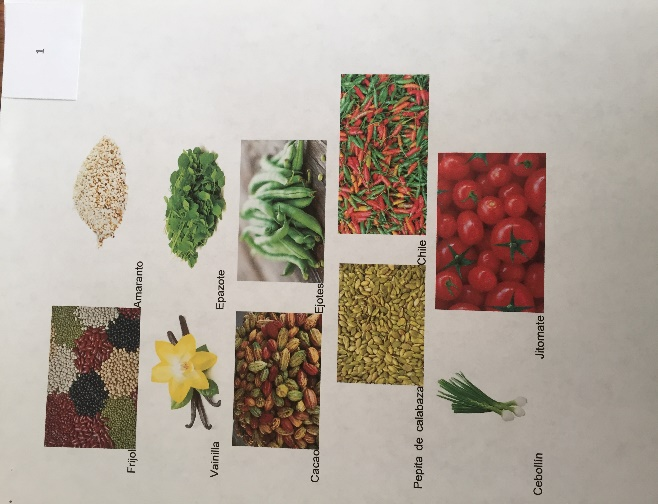 1
Frijol
Amaranto
Vainilla
Epazote
Cacao
Ejotes
Pepita de calabaza
Chile
Cebollín
Jitomate